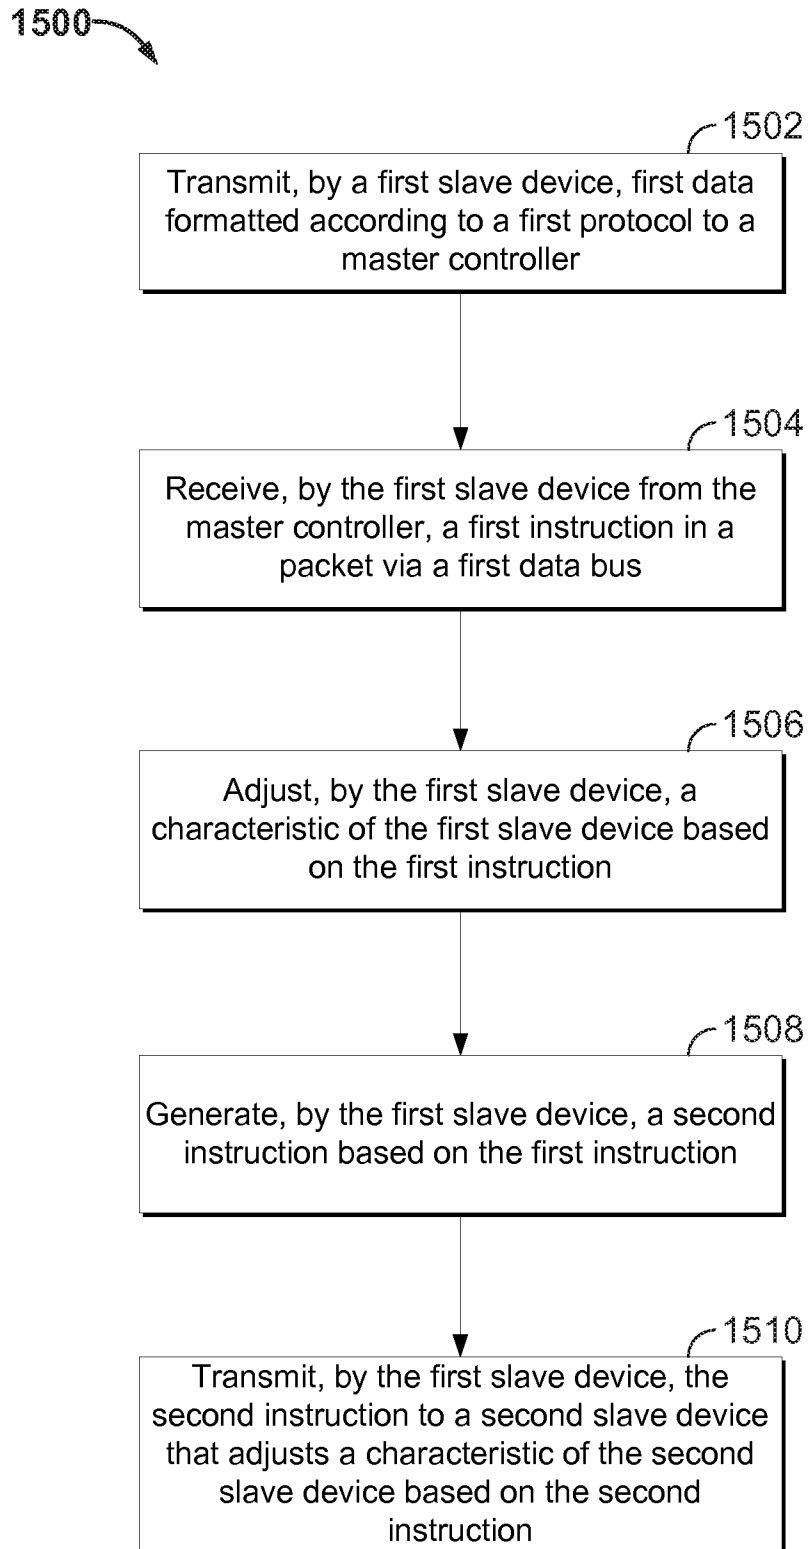 1500
1502
Transmit, by a first slave device, first data
formatted according to a first protocol to a
master controller
1504
Receive, by the first slave device from the
master controller, a first instruction in a
packet via a first data bus
1506
Adjust, by the first slave device, a
characteristic of the first slave device based
on the first instruction
1508
Generate, by the first slave device, a second
instruction based on the first instruction
1510
Transmit, by the first slave device, the
second instruction to a second slave device
that adjusts a characteristic of the second
slave device based on the second
instruction